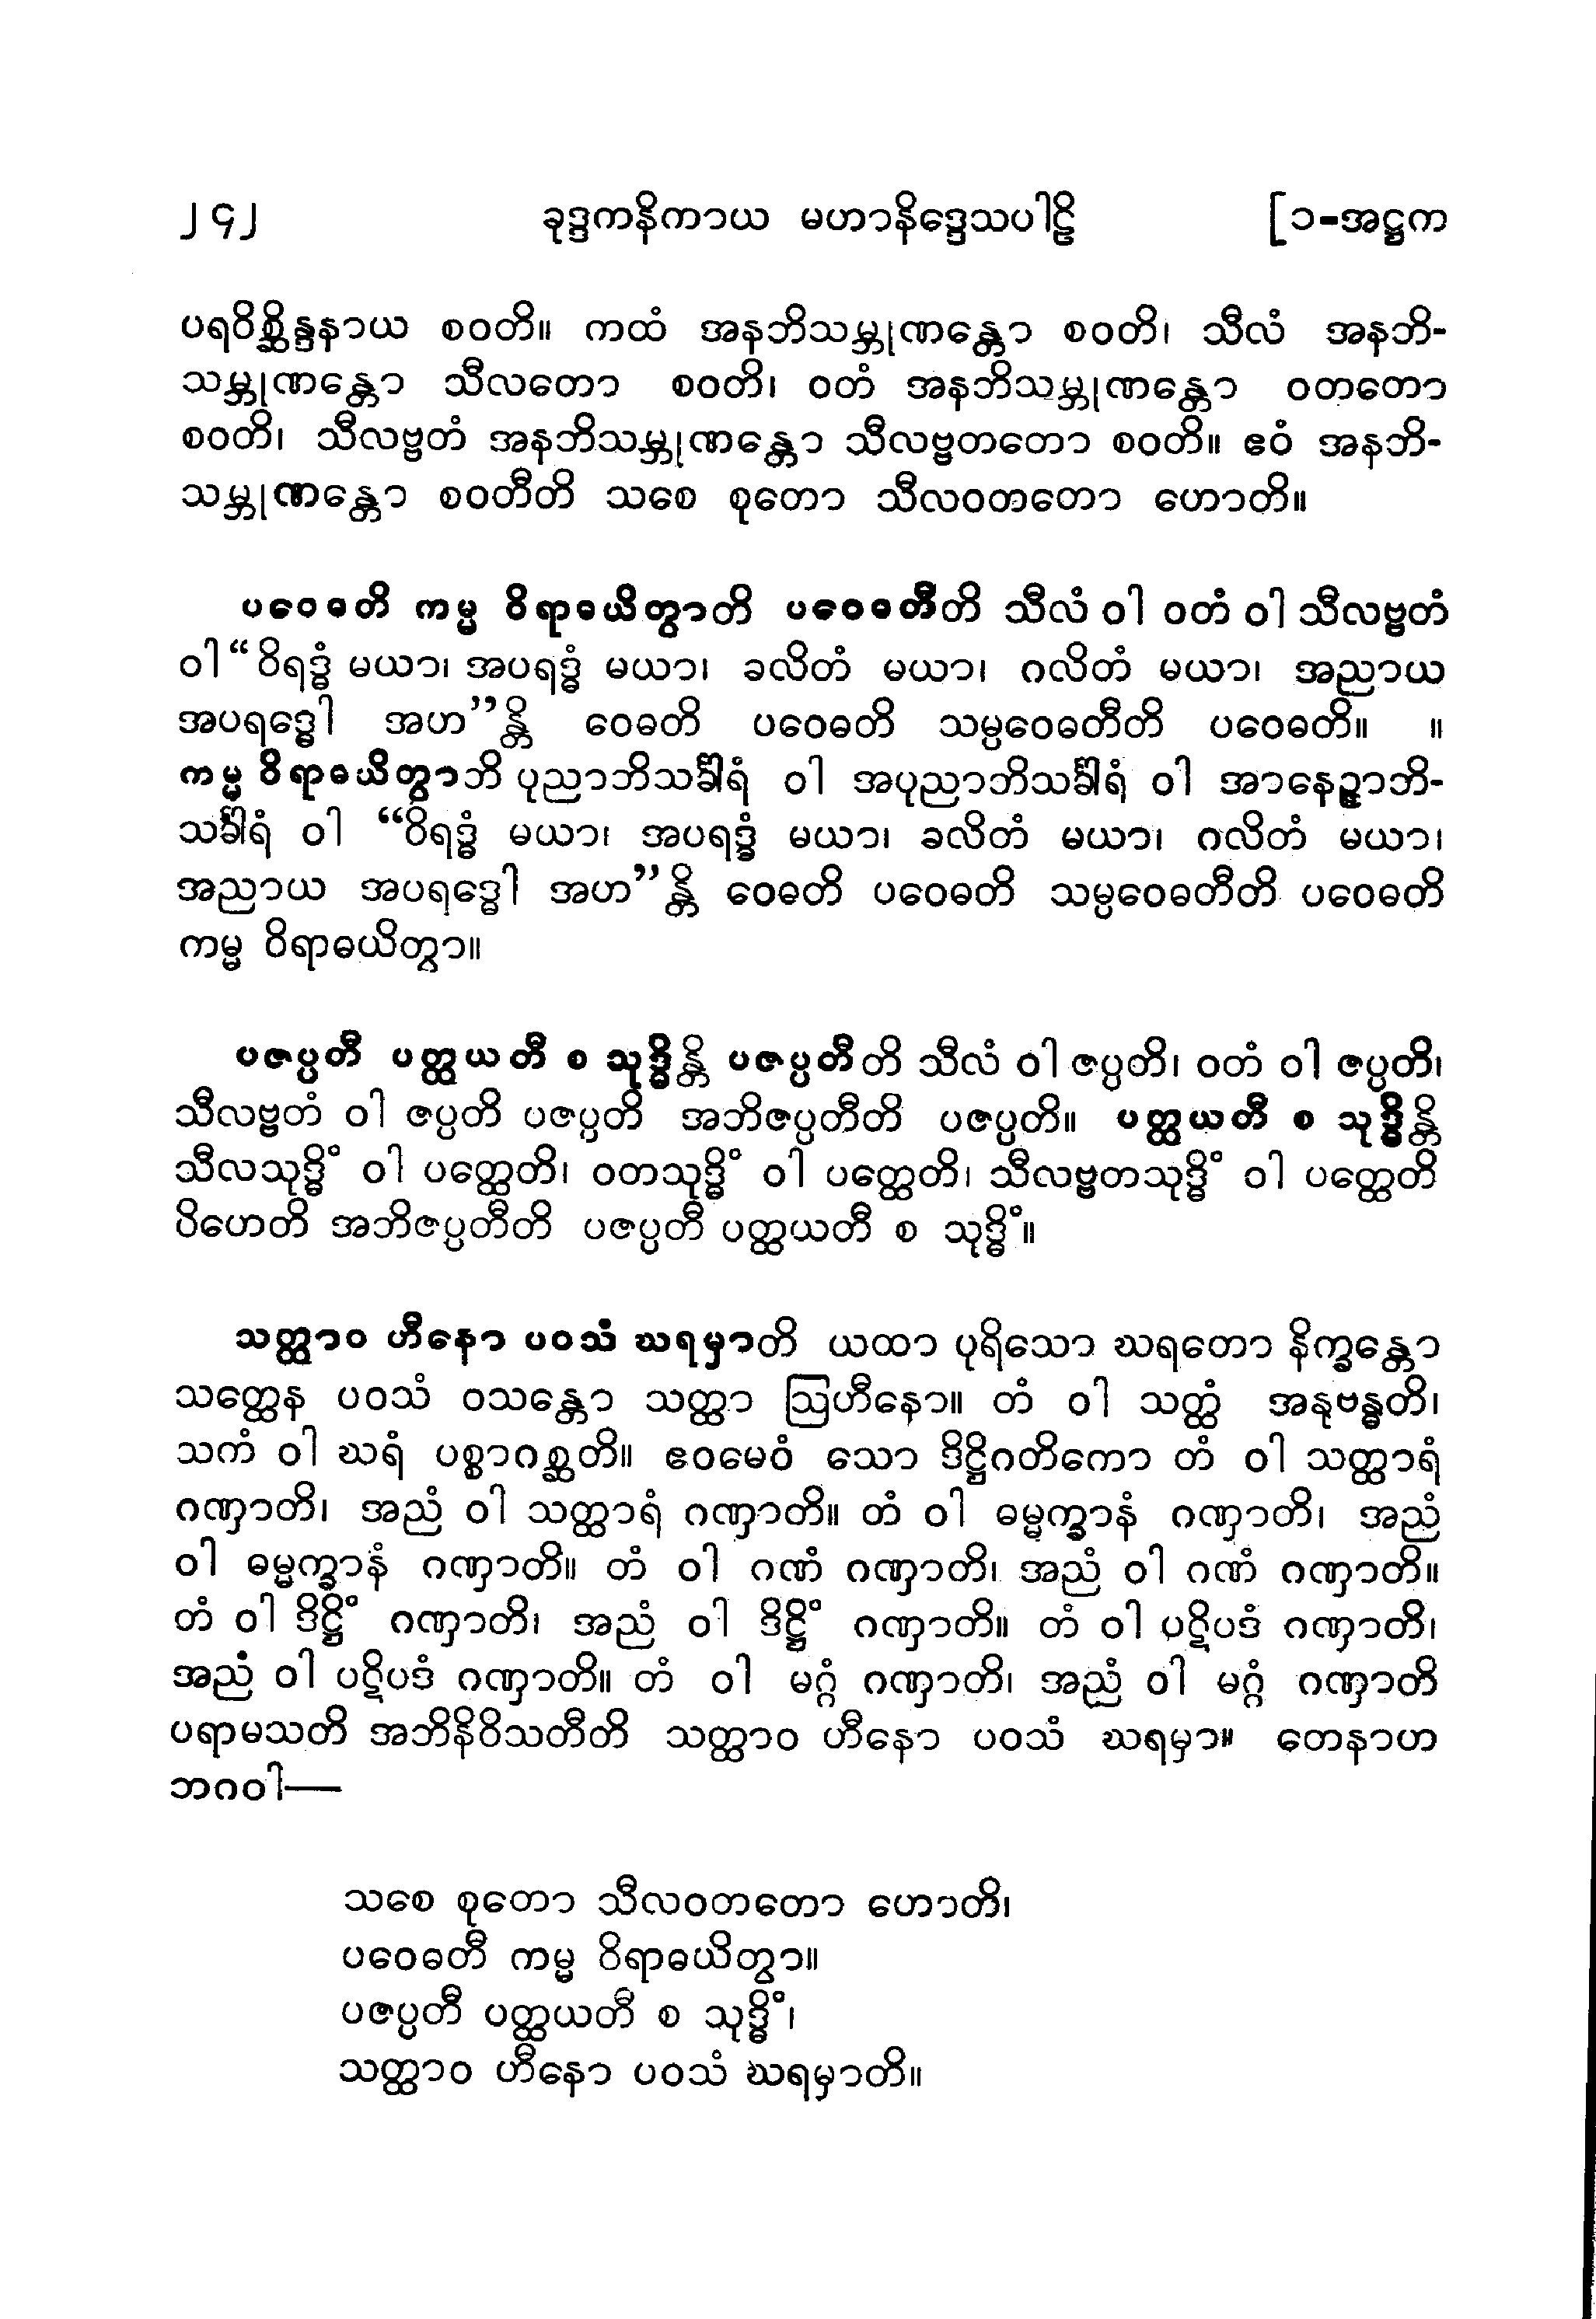 ၂၄၂ ခုဒ္ဒကနိကာယ မဟာနိဒ္ဒေသပါဠိ [၁-အဋ္ဌက
ပရဝိစ္ဆိန္ဒနာယ စဝတိ။ ကထံ အနဘိသမ္ဘုဏန္တော စဝတိ၊ သီလံ အနဘိ-
သမ္ဘုဏန္တော သီလတော စဝတိ၊ ဝတံ အနဘိသမ္ဘုဏန္တော ဝတတော
စဝတိ၊ သီလဗ္ဗတံ အနဘိသမ္ဘုဏန္တော သီလဗ္ဗတတော စဝတိ။ ဧဝံ အနဘိ-
သမ္ဘုဏန္တော စဝတီတိ သစေ စုတော သီလဝတတော ဟောတိ။
ပဝေဓတိ ကမ္မ ဝိရာဓယိတွာတိ ပဝေဓတီတိ သီလံ ဝါ ဝတံ ဝါ သီလဗ္ဗတံ
ဝါ “ဝိရဒ္ဓံ မယာ၊ အပရဒ္ဓံ မယာ၊ ခလိတံ မယာ၊ ဂလိတံ မယာ၊ အညာယ
အပရဒ္ဓေါ အဟ”န္တိ ဝေဓတိ ပဝေဓတိ သမ္ပဝေဓတီတိ ပဝေဓတိ။ ။
ကမ္မ ဝိရာဓယိတွာဘိ ပုညာဘိသင်္ခါရံ ဝါ အပုညာဘိသင်္ခါရံ ဝါ အာနေဉ္ဇာဘိ-
သင်္ခါရံ ဝါ “ဝိရဒ္ဓံ မယာ၊ အပရဒ္ဓံ မယာ၊ ခလိတံ မယာ၊ ဂလိတံ မယာ၊
အညာယ အပရဒ္ဓေါ အဟ”န္တိ ဝေဓတိ ပဝေဓတိ သမ္ပဝေဓတီတိ ပဝေဓတိ
ကမ္မ ဝိရာဓယိတွာ။
ပဇပ္ပတီ ပတ္ထယတီ စ သုဒ္ဓိန္တိ ပဇပ္ပတီတိ သီလံ ဝါ ဇပ္ပတိ၊ ဝတံ ဝါ ဇပ္ပတိ၊
သီလဗ္ဗတံ ဝါ ဇပ္ပတိ ပဇပ္ပတိ အဘိဇပ္ပတီတိ ပဇပ္ပတိ။ ပတ္ထယတီ စ သုဒ္ဓိန္တိ
သီလသုဒ္ဓိံ ဝါ ပတ္ထေတိ၊ ဝတသုဒ္ဓိံ ဝါ ပတ္ထေတိ၊ သီလဗ္ဗတသုဒ္ဓိံ ဝါ ပတ္ထေတိ
ပိဟေတိ အဘိဇပ္ပတီတိ ပဇပ္ပတီ ပတ္ထယတီ စ သုဒ္ဓိံ။
သတ္ထာဝ ဟီနော ပဝသံ ဃရမှာတိ ယထာ ပုရိသော ဃရတော နိက္ခန္တော
သတ္ထေန ပဝသံ ဝသန္တော သတ္ထာ ဩဟီနော။ တံ ဝါ သတ္ထံ အနုဗန္ဓတိ၊
သကံ ဝါ ဃရံ ပစ္စာဂစ္ဆတိ။ ဧဝမေဝံ သော ဒိဋ္ဌိဂတိကော တံ ဝါ သတ္ထာရံ
ဂဏှာတိ၊ အညံ ဝါ သတ္ထာရံ ဂဏှာတိ။ တံ ဝါ ဓမ္မက္ခာနံ ဂဏှာတိ၊ အညံ
ဝါ ဓမ္မက္ခာနံ ဂဏှာတိ။ တံ ဝါ ဂဏံ ဂဏှာတိ၊ အညံ ဝါ ဂဏံ ဂဏှာတိ။
တံ ဝါ ဒိဋ္ဌိံ ဂဏှာတိ၊ အညံ ဝါ ဒိဋ္ဌိံ ဂဏှာတိ။ တံ ဝါ ပဋိပဒံ ဂဏှာတိ၊
အညံ ဝါ ပဋိပဒံ ဂဏှာတိ။ တံ ဝါ မဂ္ဂံ ဂဏှာတိ၊ အညံ ဝါ မဂ္ဂံ ဂဏှာတိ
ပရာမသတိ အဘိနိဝိသတီတိ သတ္ထာဝ ဟီနော ပဝသံ ဃရမှာ။ တေနာဟ
ဘဂဝါ—
သစေ စုတော သီလဝတတော ဟောတိ၊
ပဝေဓတီ ကမ္မ ဝိရာဓယိတွာ။
ပဇပ္ပတီ ပတ္ထယတီ စ သုဒ္ဓိံ၊
သတ္ထာဝ ဟီနော ပဝသံ ဃရမှာတိ။